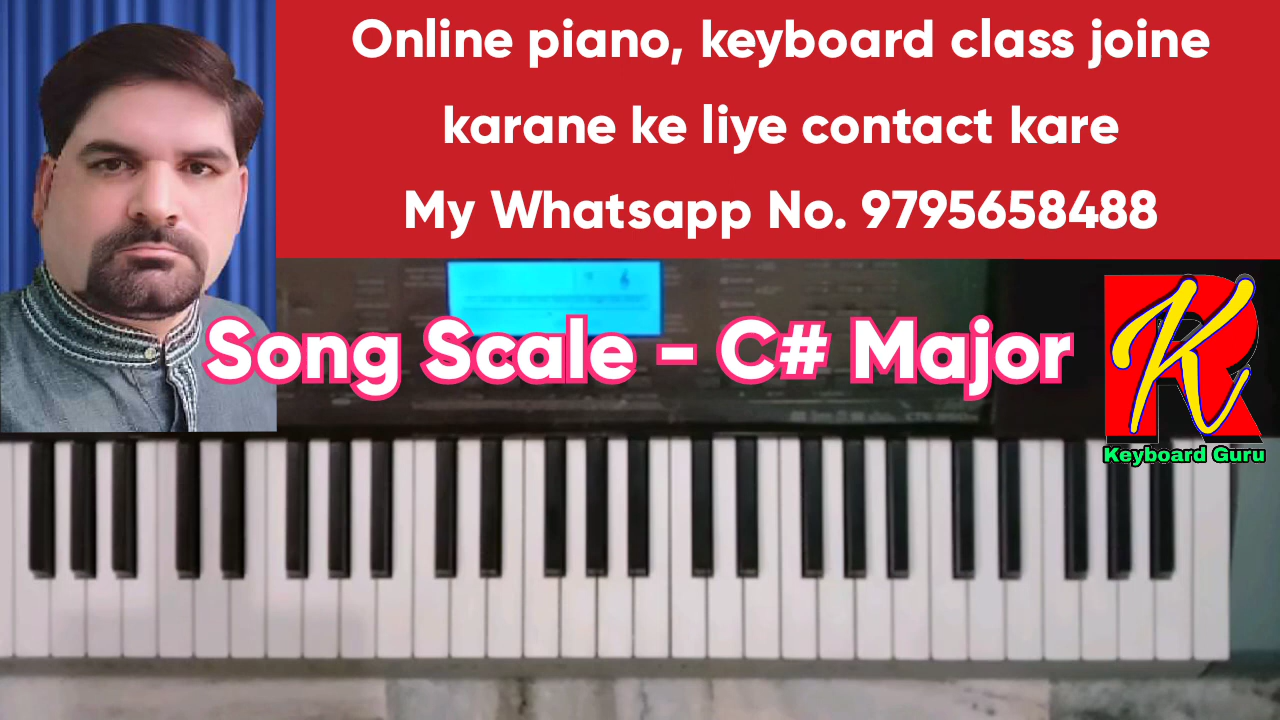 Online piano, keyboard class joine
karane ke liye contact kare
My Whatsapp No. 9795658488
Song Scale - C# Major
RK
Keyboard Guru